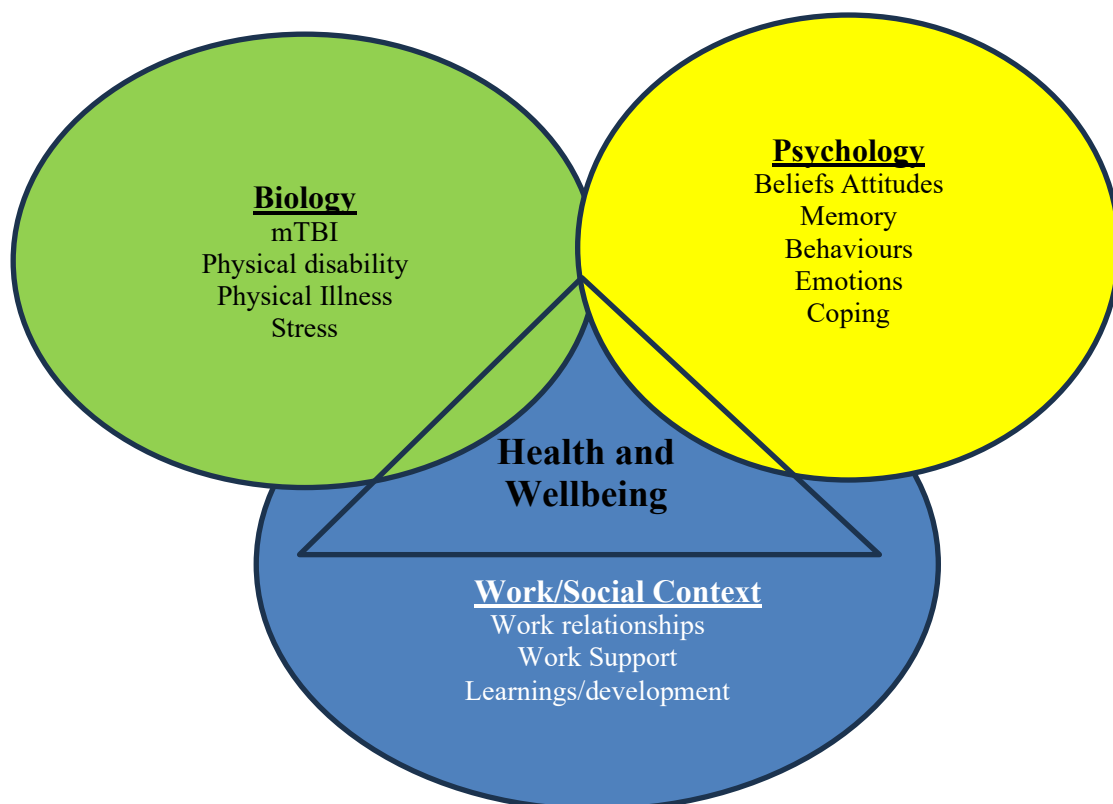 Biology
mTBI
Physical disability
Physical Illness
Stress
Psychology
Beliefs Attitudes
Memory
Behaviours
Emotions
Coping
Health and
Wellbeing
Work/Social Context
Work relationships
Work Support
Learnings/development